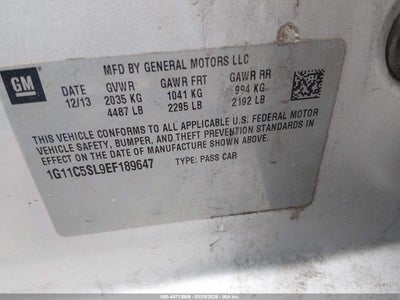 GM
MFD BY GENERAL MOTORS LLC
DATE GVWR GAWR FRT GAWR RR
12/13 2035 KG 1041 KG 994 KG
4487 LB 2295 LB 2192 LB
THIS VEHICLE CONFORMS TO ALL APPLICABLE U.S. FEDERAL MOTOR
VEHICLE SAFETY, BUMPER, AND THEFT PREVENTION STANDARDS IN
EFFECT ON THE DATE OF MANUFACTURE SHOWN ABOVE.
1G11C5SL9EF189647 TYPE: PASS CAR